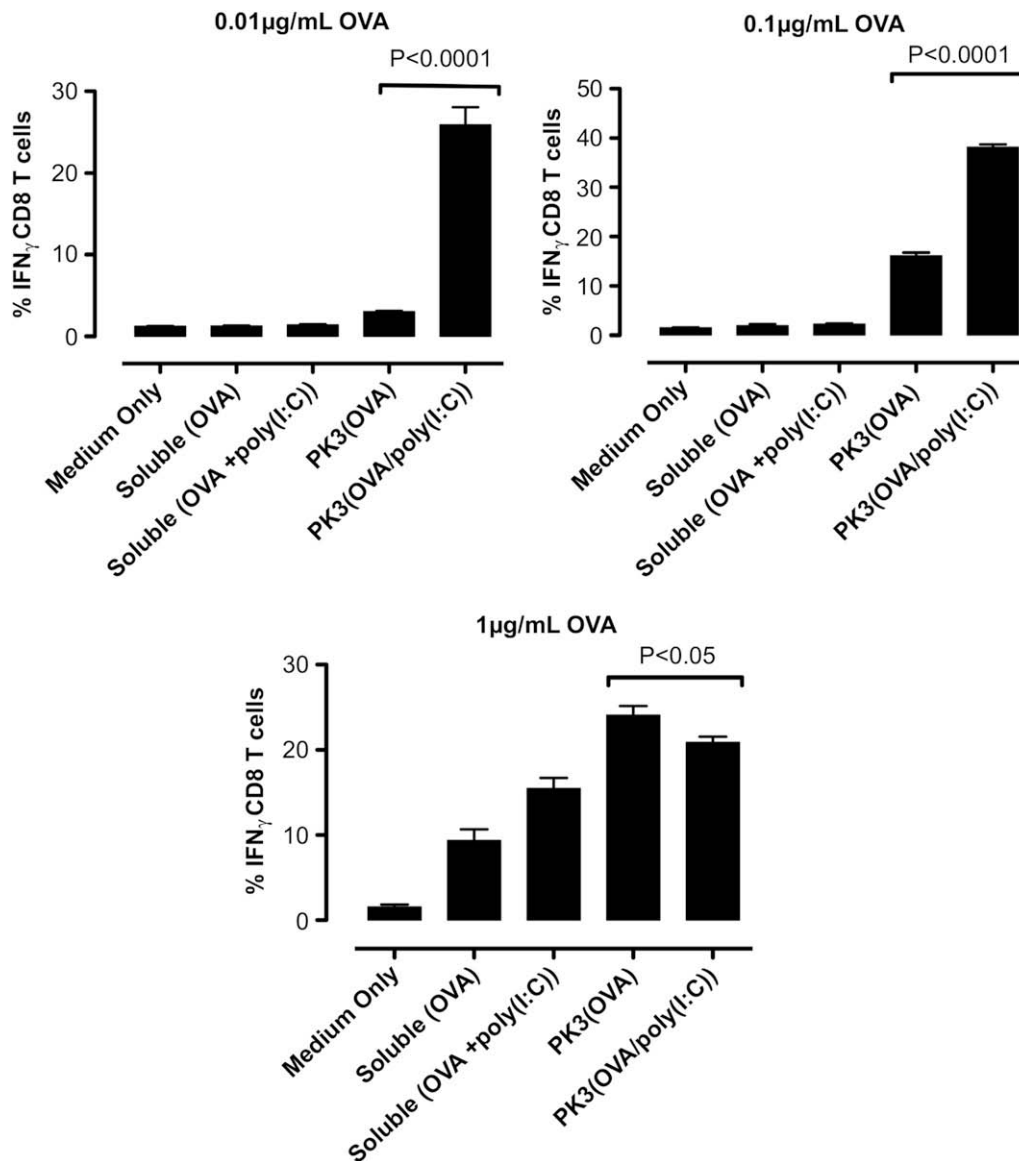 0.01µg/mL OVA
P<0.0001
% IFNγ CD8 T cells
30
20
10
0
Medium Only
Soluble (OVA)
Soluble (OVA +poly(I:C))
PK3(OVA)
PK3(OVA/poly(I:C))
0.1µg/mL OVA
P<0.0001
% IFNγ CD8 T cells
50
40
30
20
10
0
Medium Only
Soluble (OVA)
Soluble (OVA +poly(I:C))
PK3(OVA)
PK3(OVA/poly(I:C))
1µg/mL OVA
P<0.05
% IFNγ CD8 T cells
30
20
10
0
Medium Only
Soluble (OVA)
Soluble (OVA +poly(I:C))
PK3(OVA)
PK3(OVA/poly(I:C))